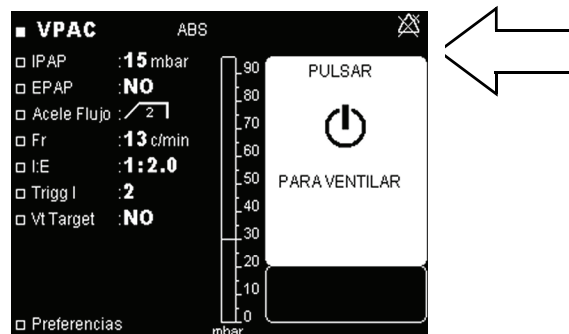 VPAC ABS
IPAP :15 mbar
EPAP :NO
Acele Flujo : 2
Fr :13 c/min
I:E :1:2.0
Trigg I :2
Vt Target :NO
Preferencias
90
80
70
60
50
40
30
20
10
0
mbar
PULSAR
PARA VENTILAR